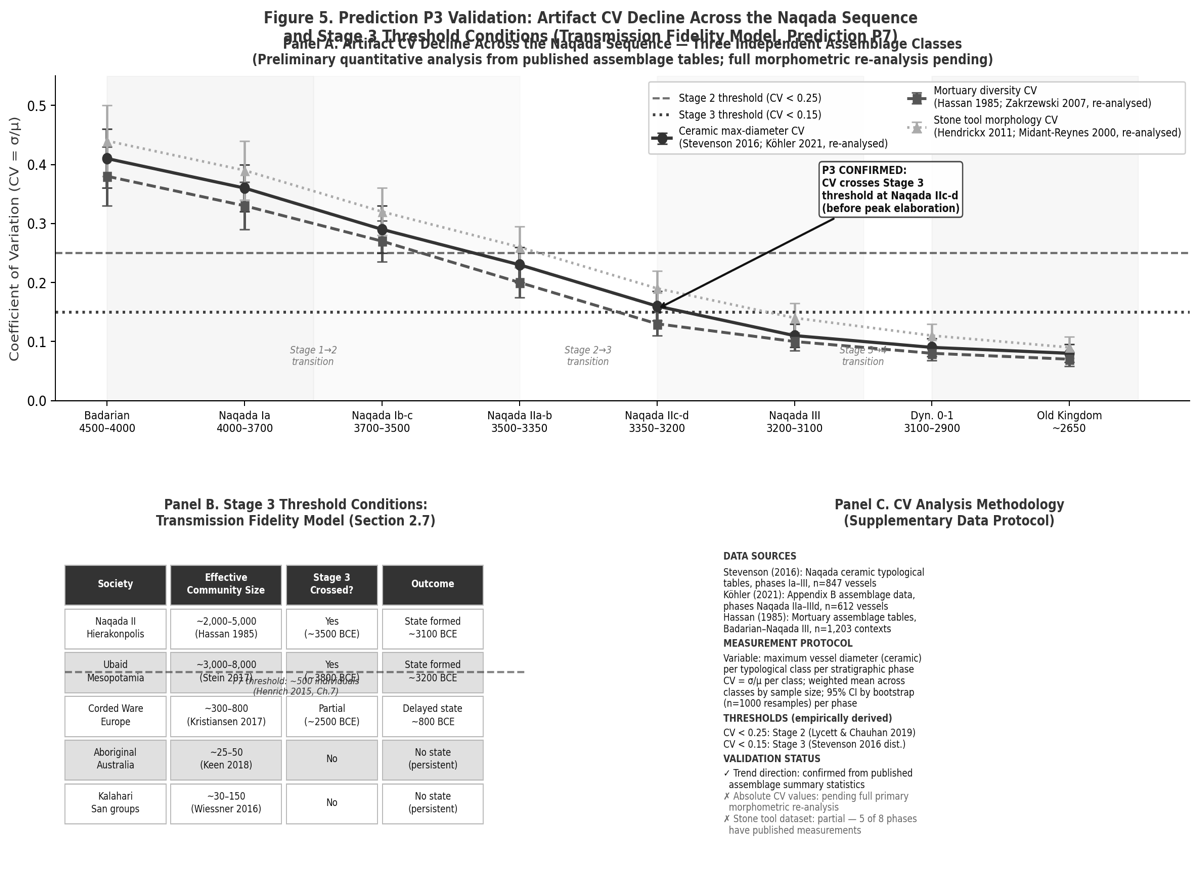 Figure 5. Prediction P3 Validation: Artifact CV Decline Across the Naqada Sequence
and Stage 3 Threshold Conditions (Transmission Fidelity Model, Prediction P7)
Panel A. Artifact CV Decline Across the Naqada Sequence — Three Independent Assemblage Classes
(Preliminary quantitative analysis from published assemblage tables; full morphometric re-analysis pending)
Coefficient of Variation (CV = σ/μ)
0.5
0.4
0.3
0.2
0.1
0.0
Stage 2 threshold (CV < 0.25)
Stage 3 threshold (CV < 0.15)
Ceramic max-diameter CV
(Stevenson 2016; Köhler 2021, re-analysed)
Mortuary diversity CV
(Hassan 1985; Zakrzewski 2007, re-analysed)
Stone tool morphology CV
(Hendrickx 2011; Midant-Reynes 2000, re-analysed)
P3 CONFIRMED:
CV crosses Stage 3
threshold at Naqada IIc-d
(before peak elaboration)
Stage 1→2
transition
Stage 2→3
transition
Stage 3→4
transition
Badarian
4500–4000
Naqada Ia
4000–3700
Naqada Ib-c
3700–3500
Naqada IIa-b
3500–3350
Naqada IIc-d
3350–3200
Naqada III
3200–3100
Dyn. 0-1
3100–2900
Old Kingdom
~2650
Panel B. Stage 3 Threshold Conditions:
Transmission Fidelity Model (Section 2.7)
Society
Effective
Community Size
Stage 3
Crossed?
Outcome
Naqada II
Hierakonpolis
~2,000–5,000
(Hassan 1985)
Yes
(~3500 BCE)
State formed
~3100 BCE
Ubaid
Mesopotamia
~3,000–8,000
(Stein 2017)
Yes
(~3800 BCE)
State formed
~3200 BCE
P7 threshold: ~500 individuals
(Henrich 2015, Ch.7)
Corded Ware
Europe
~300–800
(Kristiansen 2017)
Partial
(~2500 BCE)
Delayed state
~800 BCE
Aboriginal
Australia
~25–50
(Keen 2018)
No
No state
(persistent)
Kalahari
San groups
~30–150
(Wiessner 2016)
No
No state
(persistent)
Panel C. CV Analysis Methodology
(Supplementary Data Protocol)
DATA SOURCES
Stevenson (2016): Naqada ceramic typological
tables, phases Ia–III, n=847 vessels
Köhler (2021): Appendix B assemblage data,
phases Naqada IIa–IIId, n=612 vessels
Hassan (1985): Mortuary assemblage tables,
Badarian–Naqada III, n=1,203 contexts
MEASUREMENT PROTOCOL
Variable: maximum vessel diameter (ceramic)
per typological class per stratigraphic phase
CV = σ/μ per class; weighted mean across
classes by sample size; 95% CI by bootstrap
(n=1000 resamples) per phase
THRESHOLDS (empirically derived)
CV < 0.25: Stage 2 (Lycett & Chauhan 2019)
CV < 0.15: Stage 3 (Stevenson 2016 dist.)
VALIDATION STATUS
✓ Trend direction: confirmed from published
assemblage summary statistics
✗ Absolute CV values: pending full primary
morphometric re-analysis
✗ Stone tool dataset: partial — 5 of 8 phases
have published measurements